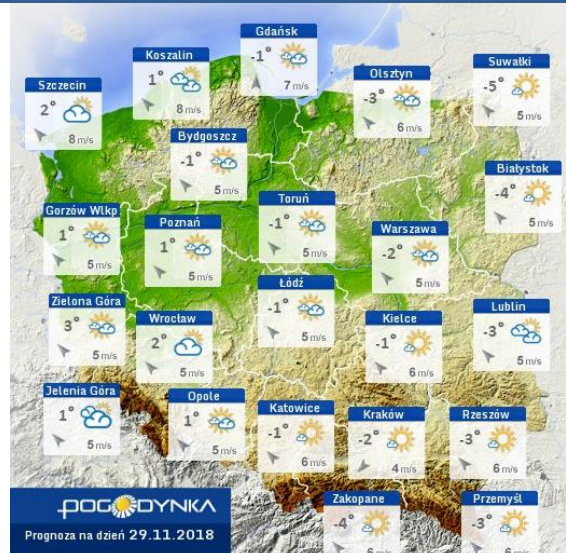 Gdańsk
-1°
7 m/s
Koszalin
1°
8 m/s
Suwałki
-5°
5 m/s
Olsztyn
-3°
6 m/s
Szczecin
2°
8 m/s
Bydgoszcz
-1°
5 m/s
Białystok
-4°
5 m/s
Toruń
-1°
5 m/s
Gorzów Wlkp
1°
5 m/s
Poznań
1°
5 m/s
Warszawa
-2°
5 m/s
Łódź
-1°
5 m/s
Zielona Góra
3°
5 m/s
Wrocław
2°
5 m/s
Kielce
-1°
6 m/s
Lublin
-3°
5 m/s
Jelenia Góra
1°
5 m/s
Opole
1°
5 m/s
Katowice
-1°
6 m/s
Kraków
-2°
4 m/s
Rzeszów
-3°
6 m/s
Zakopane
-4°
6 m/s
Przemyśl
-3°
6 m/s
POGODYNKA
Prognoza na dzień 29.11.2018